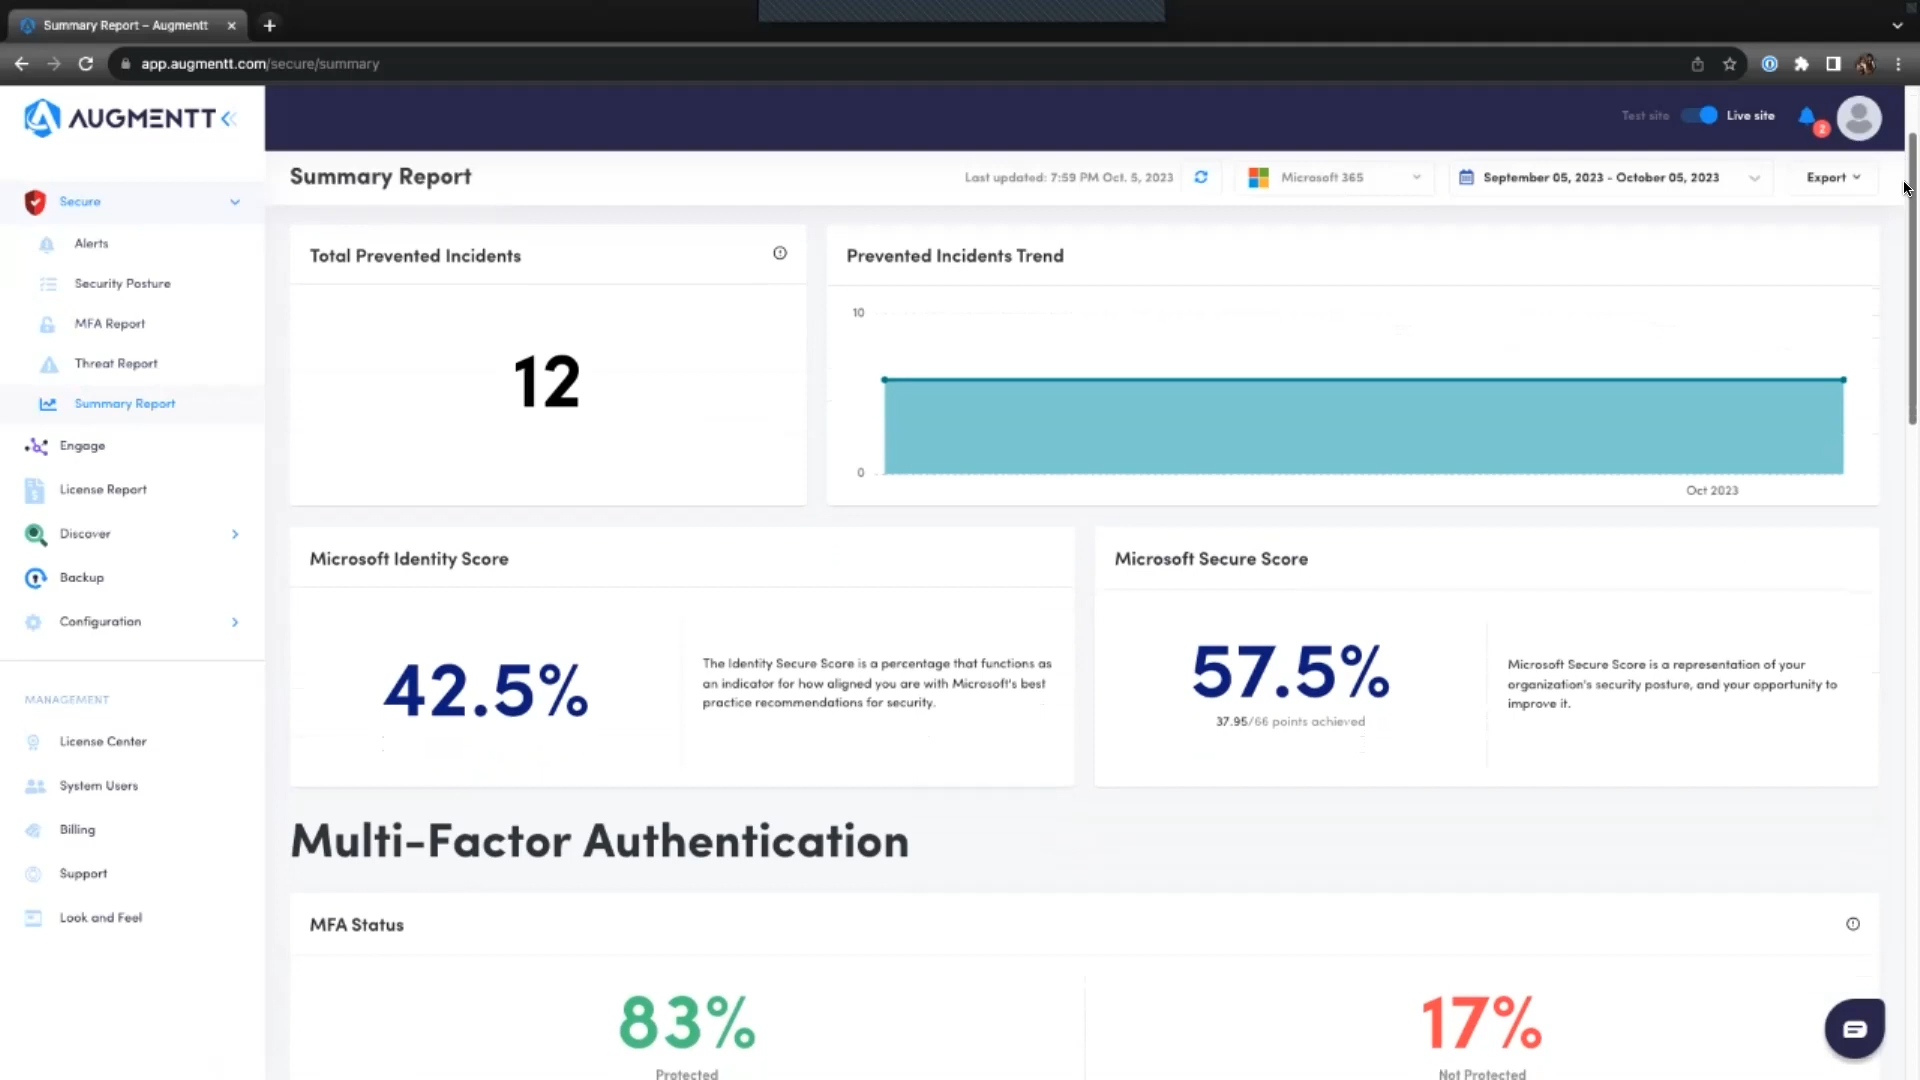 Summary Report – Augmentt
app.augmentt.com/secure/summary
AUGMENTT
Test site
Live site
2
Summary Report
Last updated: 7:59 PM Oct. 5, 2023
Microsoft 365
September 05, 2023 - October 05, 2023
Export
Secure
Alerts
Security Posture
MFA Report
Threat Report
Summary Report
Engage
License Report
Discover
Backup
Configuration
MANAGEMENT
License Center
System Users
Billing
Support
Look and Feel
Total Prevented Incidents
12
Prevented Incidents Trend
10
0
Oct 2023
Microsoft Identity Score
42.5%
The Identity Secure Score is a percentage that functions as
an indicator for how aligned you are with Microsoft's best
practice recommendations for security.
Microsoft Secure Score
57.5%
37.95/66 points achieved
Microsoft Secure Score is a representation of your
organization's security posture, and your opportunity to
improve it.
Multi-Factor Authentication
MFA Status
83%
Protected
17%
Not Protected